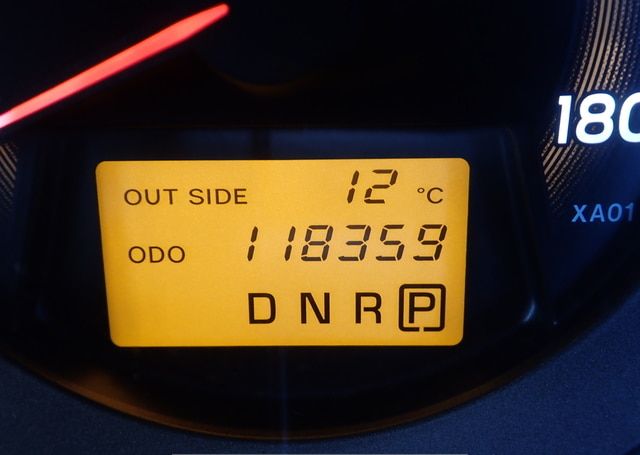 180
XA01
OUT SIDE 12 °C
ODO 118359
D N R P